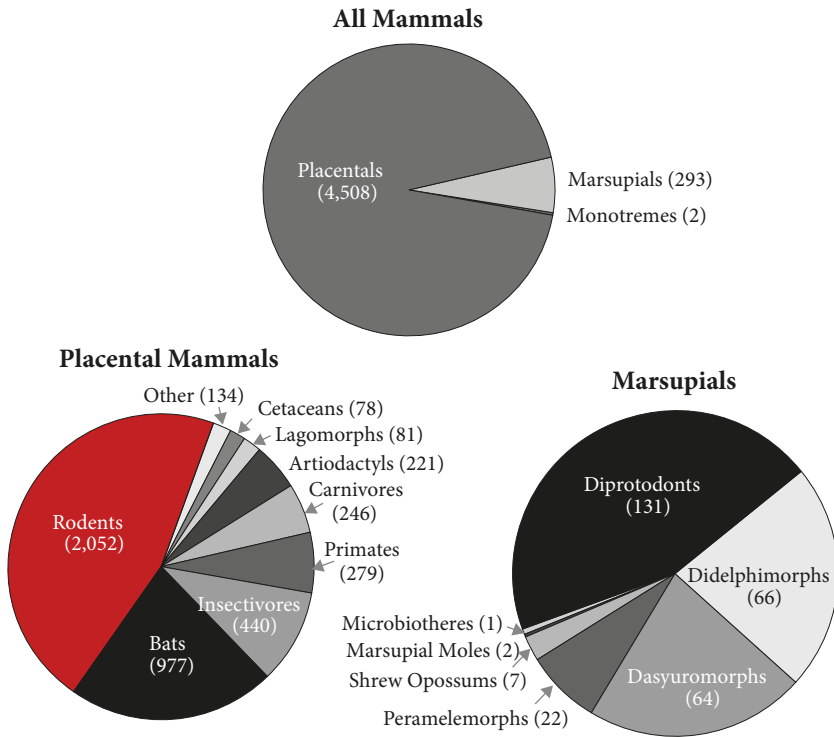 All Mammals
Placentals
(4,508)
Marsupials (293)
Monotremes (2)
Placental Mammals
Other (134)
Cetaceans (78)
Lagomorphs (81)
Artiodactyls (221)
Carnivores
(246)
Primates
(279)
Insectivores
(440)
Bats
(977)
Rodents
(2,052)
Marsupials
Diprotodonts
(131)
Didelphimorphs
(66)
Dasyuromorphs
(64)
Peramelemorphs (22)
Shrew Opossums (7)
Marsupial Moles (2)
Microbiotheres (1)